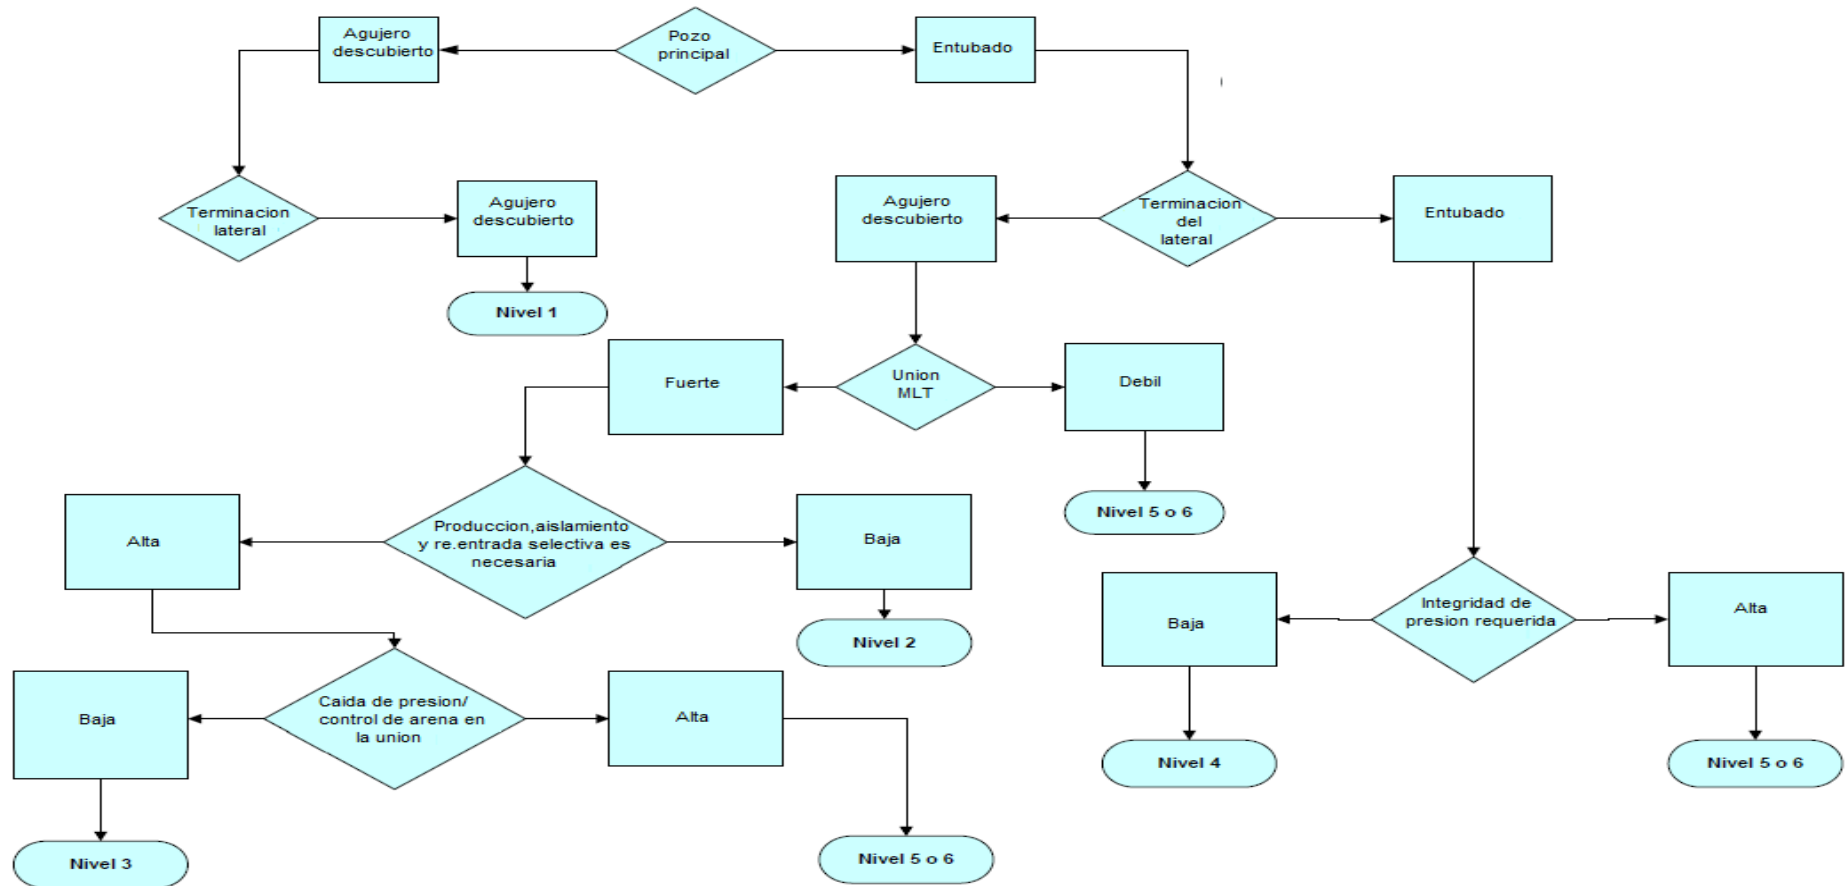 Agujero
descubierto
Pozo
principal
Entubado
Terminacion
lateral
Agujero
descubierto
Agujero
descubierto
Terminacion
del
lateral
Entubado
Nivel 1
Fuerte
Union
MLT
Debil
Alta
Produccion,aislamiento
y re.entrada selectiva es
necesaria
Baja
Nivel 5 o 6
Nivel 2
Baja
Integridad de
presion requerida
Alta
Baja
Caida de presion/
control de arena en
la union
Alta
Nivel 4
Nivel 5 o 6
Nivel 3
Nivel 5 o 6